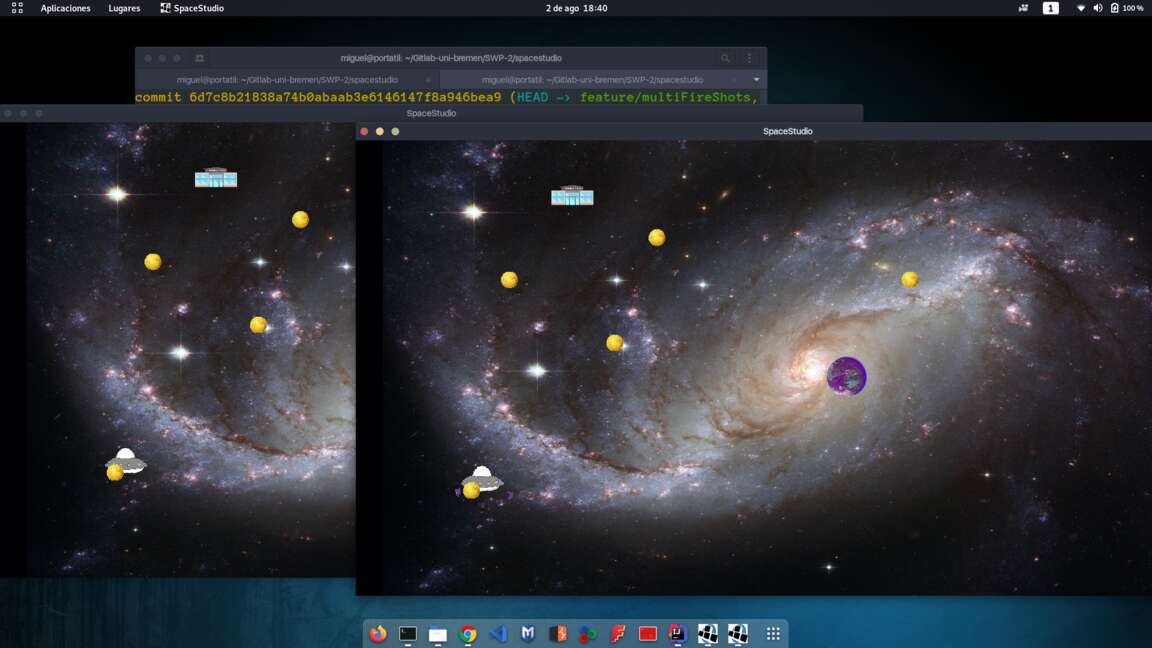 Aplicaciones Lugares SpaceStudio 2 de ago 18:40 1 100 %
miguel@portatil: ~/Gitlab-uni-bremen/SWP-2/spacestudio
miguel@portatil: ~/Gitlab-uni-bremen/SWP-2/spacestudio miguel@portatil: ~/Gitlab-uni-bremen/SWP-2/spacestudio
commit 6d7c8b21838a74b0abaab3e6146147f8a946bea9 (HEAD -> feature/multiFireShots,
SpaceStudio
SpaceStudio